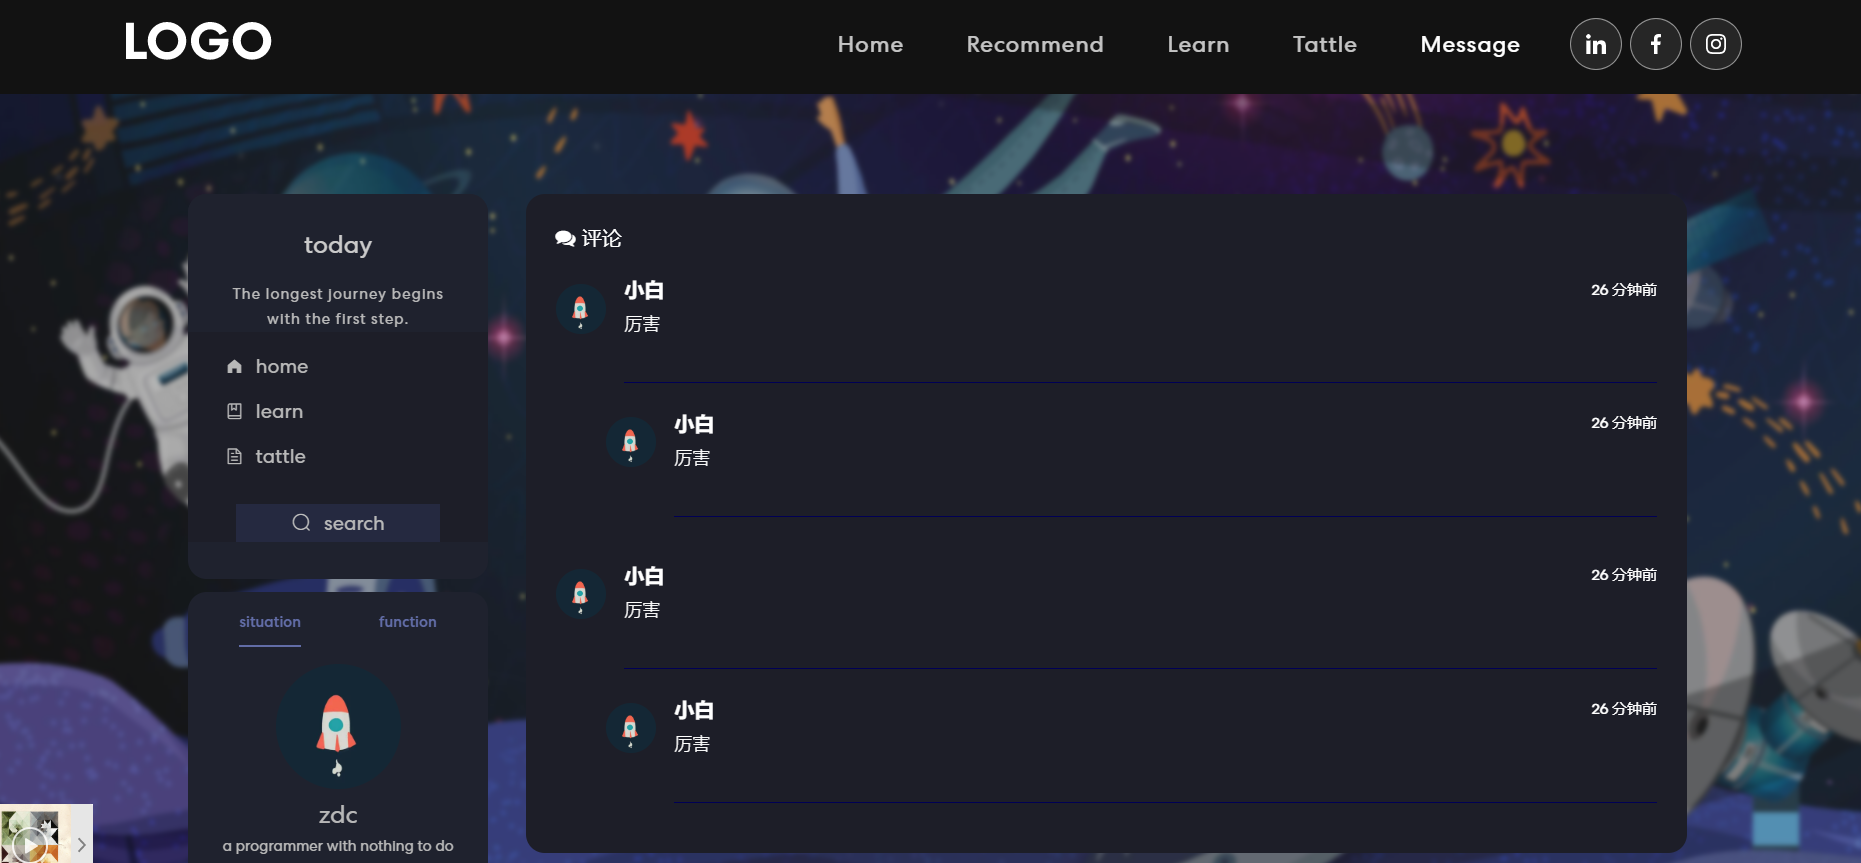 LOGO
Home
Recommend
Learn
Tattle
Message
today
The longest journey begins
with the first step.
home
learn
tattle
search
situation
function
zdc
a programmer with nothing to do
评论
小白
26 分钟前
厉害
小白
26 分钟前
厉害
小白
26 分钟前
厉害
小白
26 分钟前
厉害